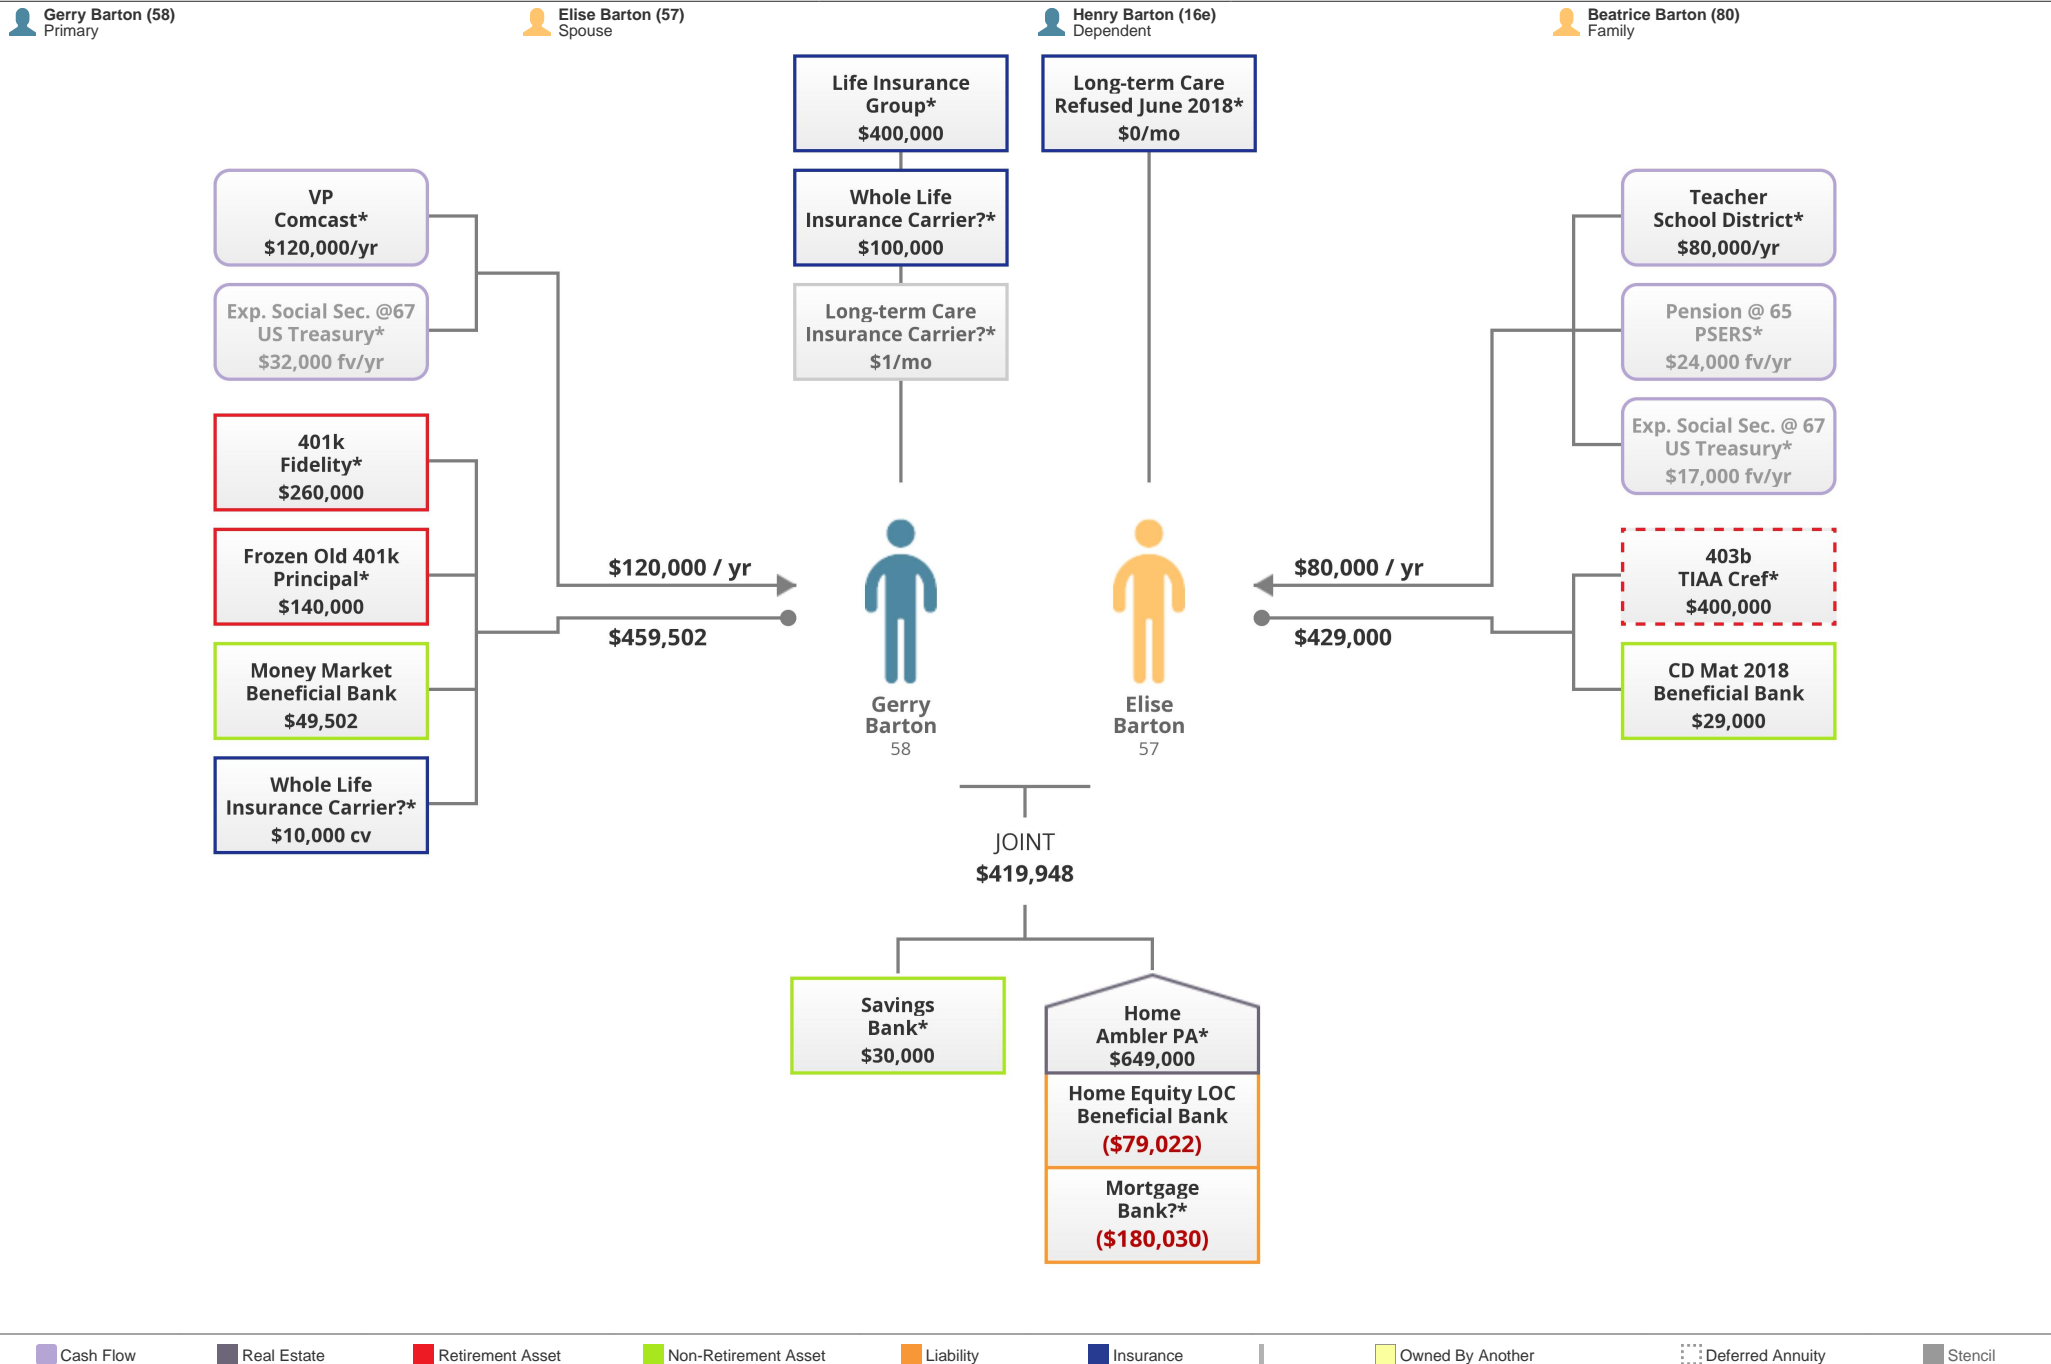 Gerry Barton (58)
Primary
Elise Barton (57)
Spouse
Henry Barton (16e)
Dependent
Beatrice Barton (80)
Family
Life Insurance
Group*
$400,000
Long-term Care
Refused June 2018*
$0/mo
VP
Comcast*
$120,000/yr
Whole Life
Insurance Carrier?*
$100,000
Teacher
School District*
$80,000/yr
Exp. Social Sec. @67
US Treasury*
$32,000 fv/yr
Long-term Care
Insurance Carrier?*
$1/mo
Pension @ 65
PSERS*
$24,000 fv/yr
Exp. Social Sec. @ 67
US Treasury*
$17,000 fv/yr
401k
Fidelity*
$260,000
Frozen Old 401k
Principal*
$140,000
$120,000 / yr
$459,502
$80,000 / yr
$429,000
403b
TIAA Cref*
$400,000
Money Market
Beneficial Bank
$49,502
Gerry
Barton
58
Elise
Barton
57
CD Mat 2018
Beneficial Bank
$29,000
Whole Life
Insurance Carrier?*
$10,000 cv
JOINT
$419,948
Savings
Bank*
$30,000
Home
Ambler PA*
$649,000
Home Equity LOC
Beneficial Bank
($79,022)
Mortgage
Bank?*
($180,030)
Cash Flow
Real Estate
Retirement Asset
Non-Retirement Asset
Liability
Insurance
Owned By Another
Deferred Annuity
Stencil